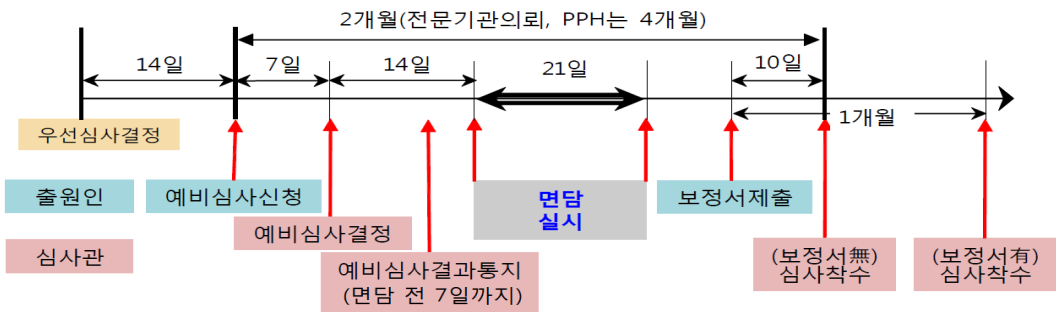 2개월(전문기관의뢰, PPH는 4개월)
14일
7일
14일
21일
10일
1개월
우선심사결정
출원인
예비심사신청
면담
실시
보정서제출
심사관
예비심사결정
예비심사결과통지
(면담 전 7일까지)
(보정서無)
심사착수
(보정서有)
심사착수